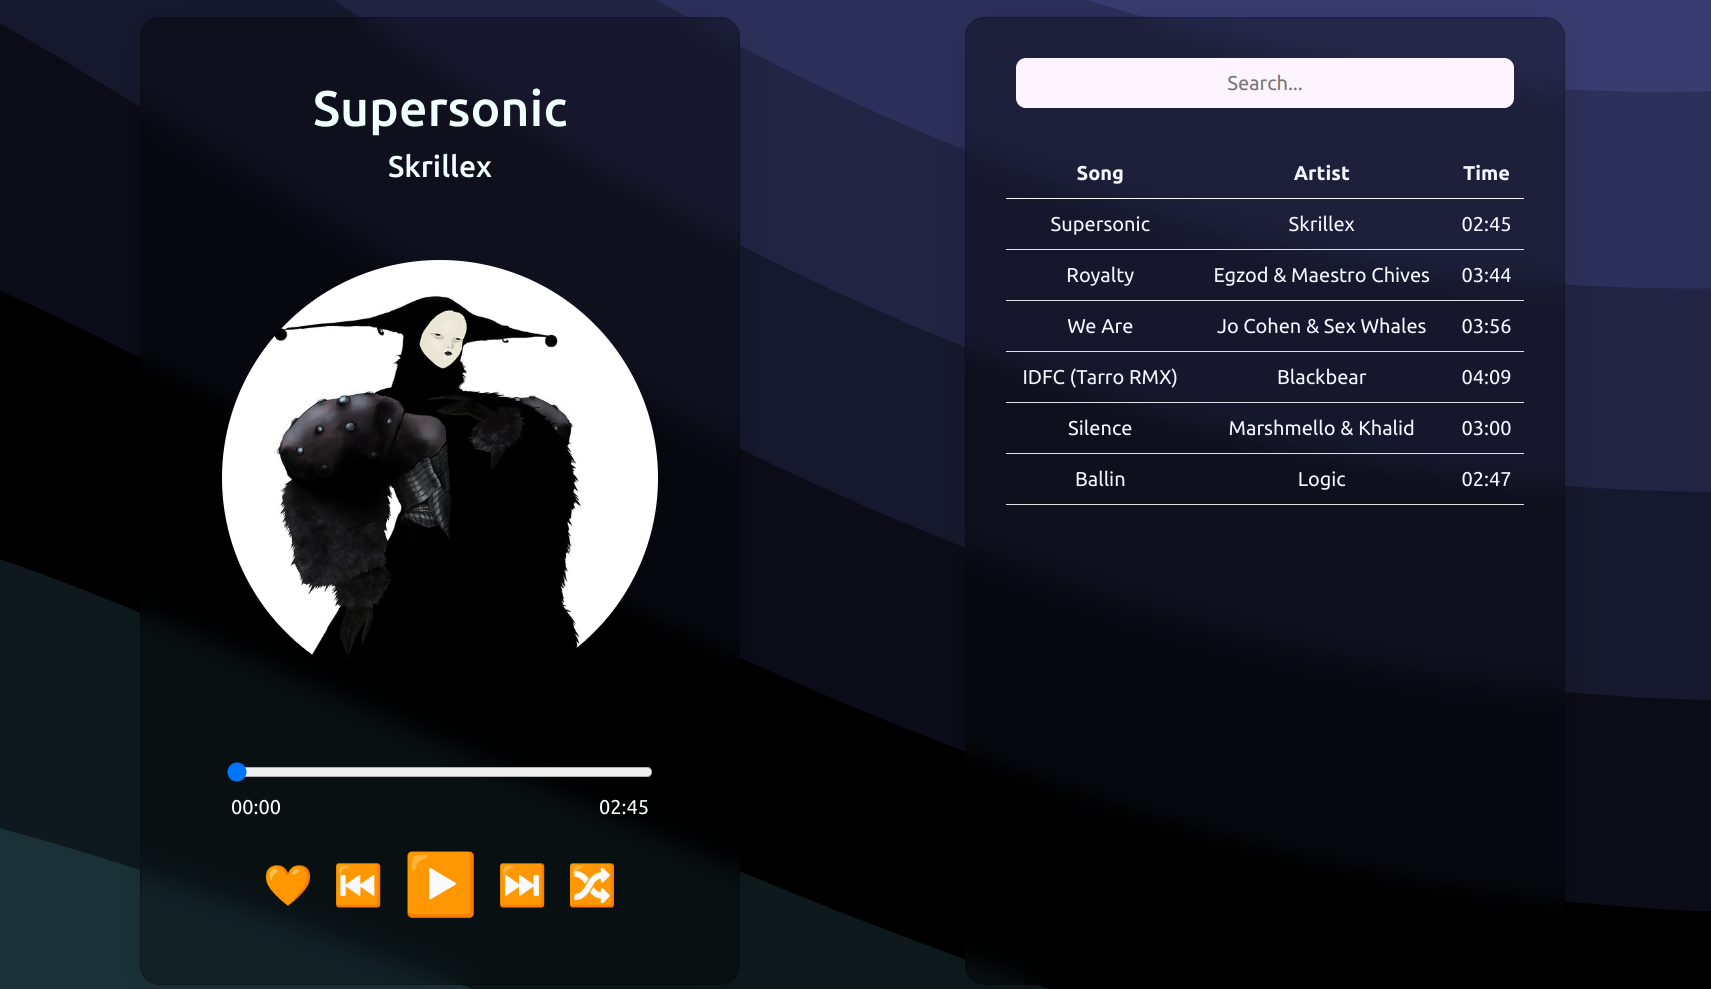 Supersonic
Skrillex
00:00 02:45
Search...
Song Artist Time
Supersonic Skrillex 02:45
Royalty Egzod & Maestro Chives 03:44
We Are Jo Cohen & Sex Whales 03:56
IDFC (Tarro RMX) Blackbear 04:09
Silence Marshmello & Khalid 03:00
Ballin Logic 02:47